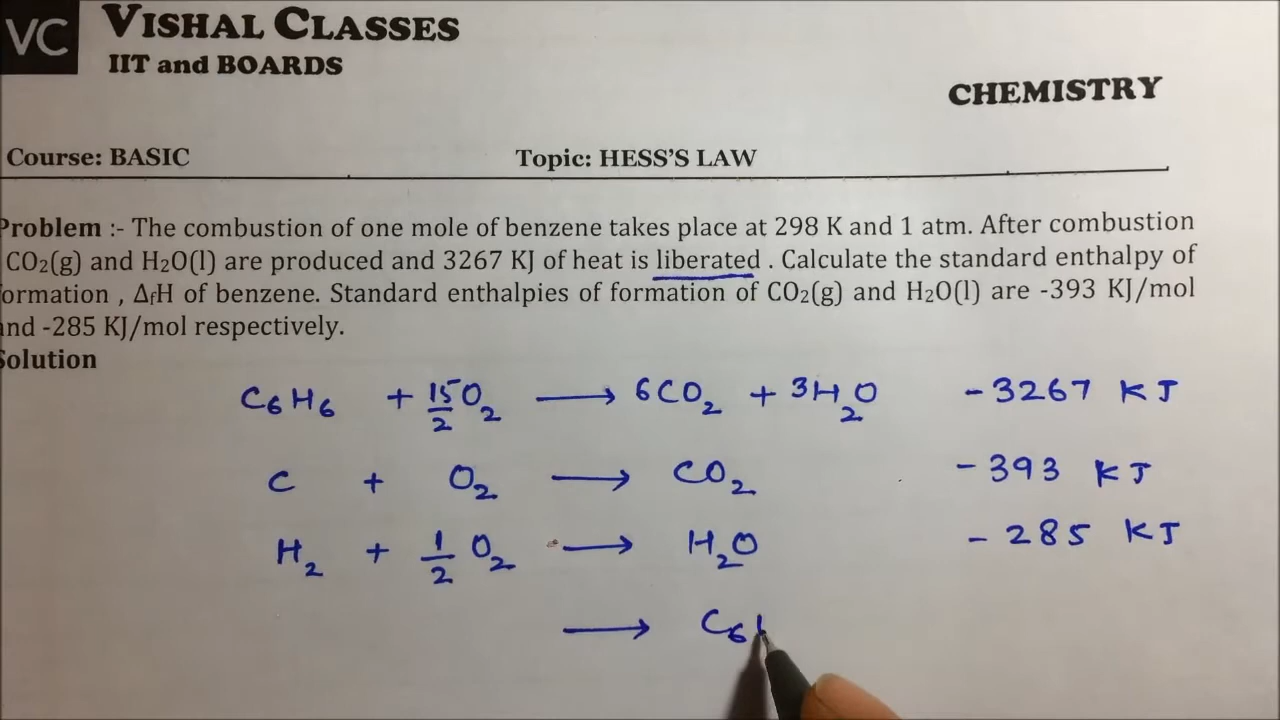 VC VISHAL CLASSES
IIT and BOARDS
CHEMISTRY
Course: BASIC Topic: HESS'S LAW
Problem :- The combustion of one mole of benzene takes place at 298 K and 1 atm. After combustion
CO2(g) and H2O(l) are produced and 3267 KJ of heat is liberated . Calculate the standard enthalpy of
ormation , ΔfH of benzene. Standard enthalpies of formation of CO2(g) and H2O(l) are -393 KJ/mol
and -285 KJ/mol respectively.
Solution
C6H6 + 15/2 O2 ⟶ 6CO2 + 3H2O -3267 KJ
C + O2 ⟶ CO2 -393 KJ
H2 + 1/2 O2 ⟶ H2O -285 KJ
⟶ C6